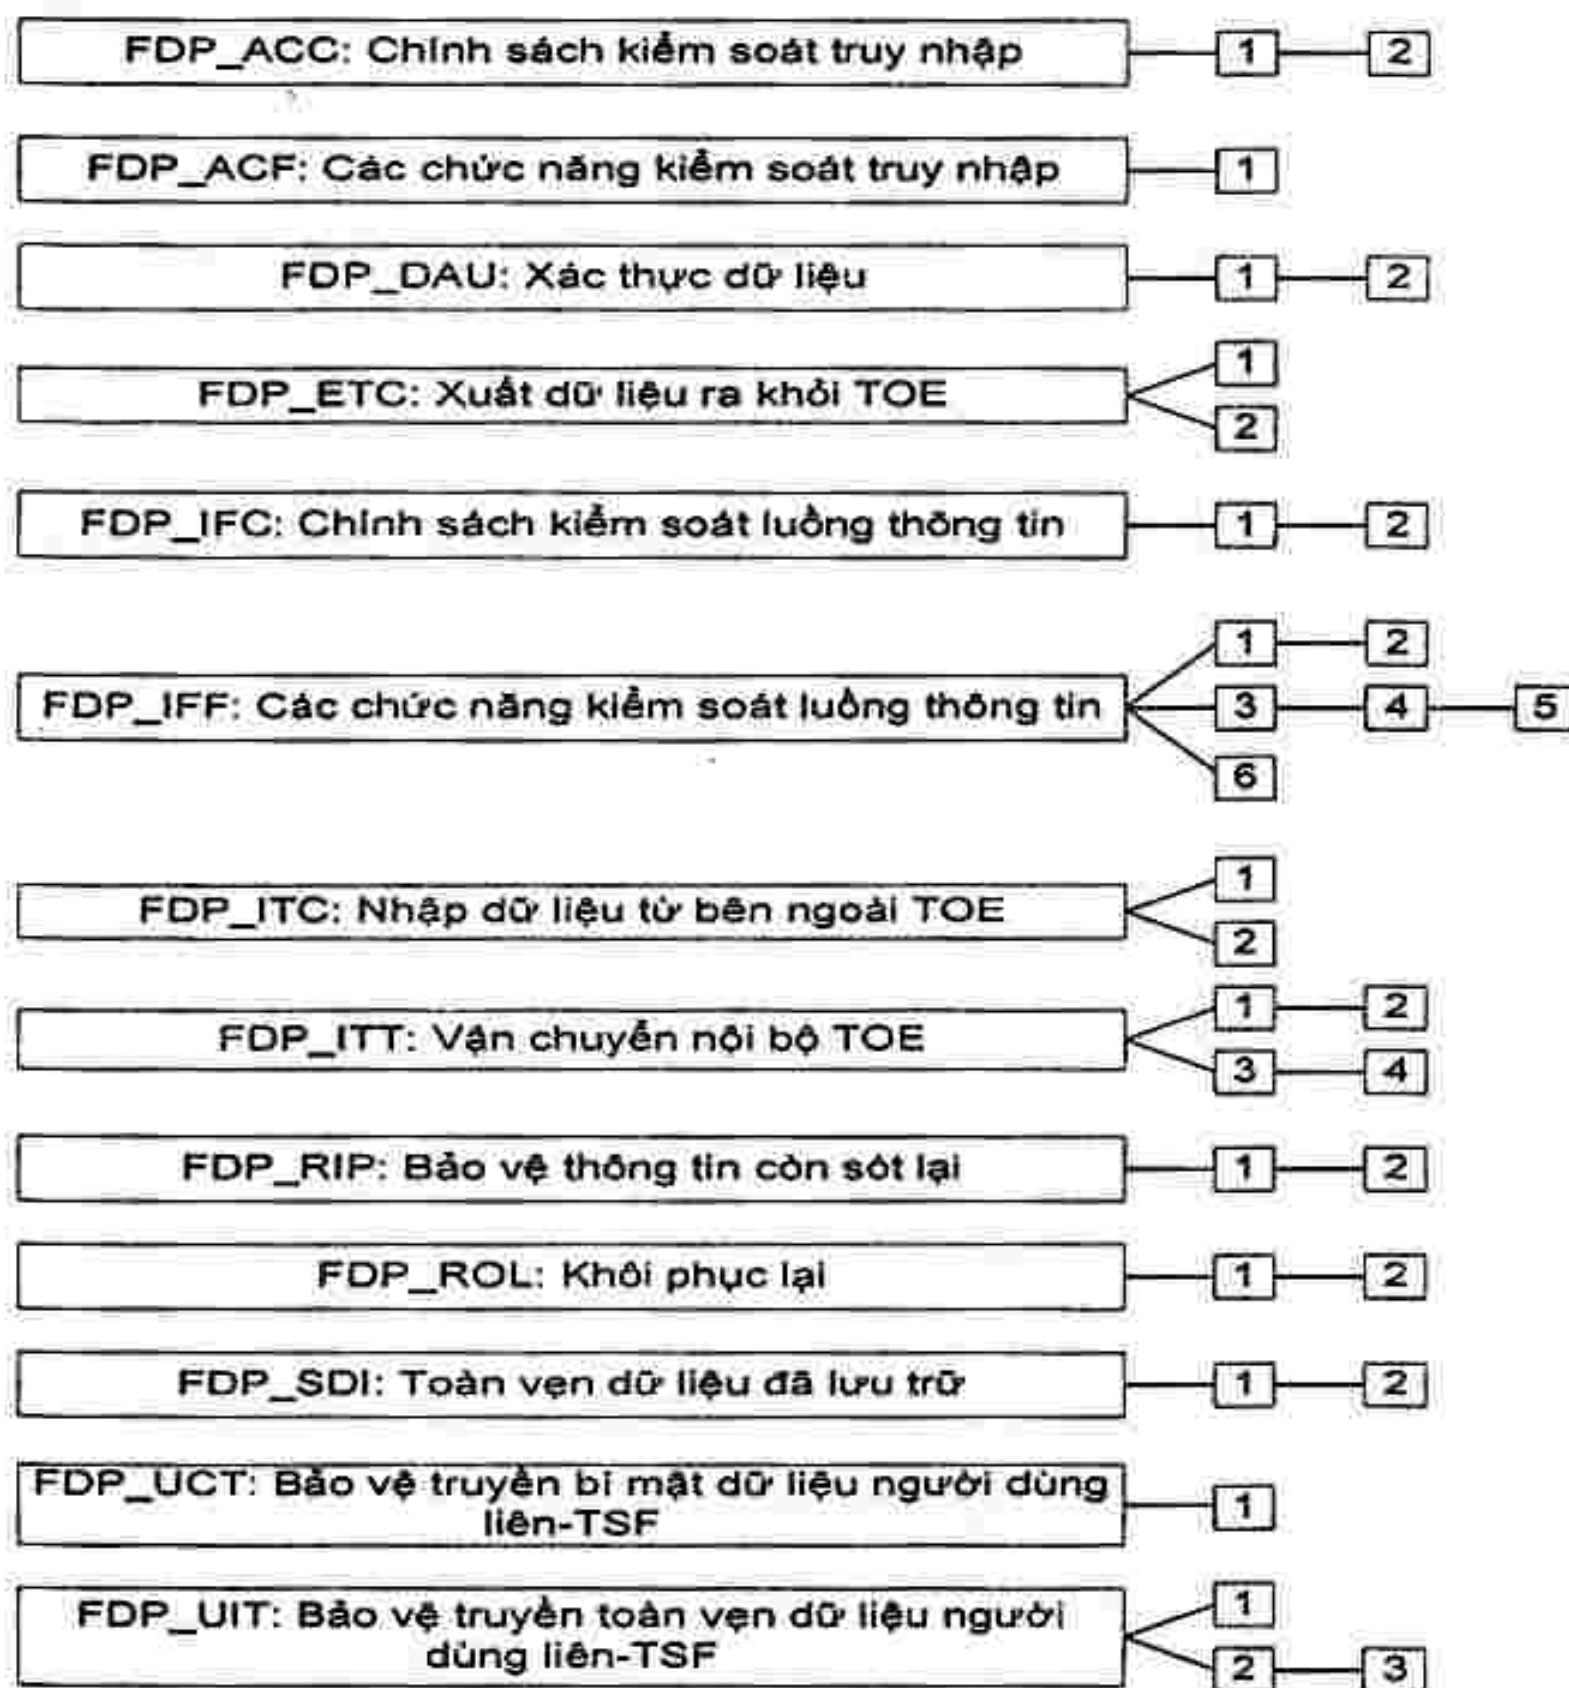 FDP_ACC: Chính sách kiểm soát truy nhập 1 2
FDP_ACF: Các chức năng kiểm soát truy nhập 1
FDP_DAU: Xác thực dữ liệu 1 2
1
FDP_ETC: Xuất dữ liệu ra khỏi TOE
2
FDP_IFC: Chính sách kiểm soát luồng thông tin 1 2
1 2
FDP_IFF: Các chức năng kiểm soát luồng thông tin 3 4 5
6
1
FDP_ITC: Nhập dữ liệu từ bên ngoài TOE
2
1 2
FDP_ITT: Vận chuyển nội bộ TOE
3 4
FDP_RIP: Bảo vệ thông tin còn sót lại 1 2
FDP_ROL: Khôi phục lại 1 2
FDP_SDI: Toàn vẹn dữ liệu đã lưu trữ 1 2
FDP_UCT: Bảo vệ truyền bí mật dữ liệu người dùng
liên-TSF 1
FDP_UIT: Bảo vệ truyền toàn vẹn dữ liệu người 1
dùng liên-TSF 2 3